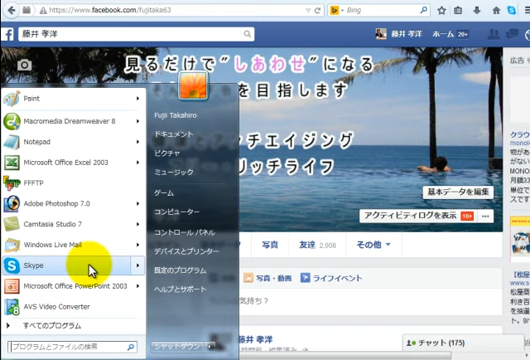 https://www.facebook.com/fujitaka63
Bing
藤井 孝洋
藤井 孝洋
ホーム 20+
見るだけで"しあわせ"になる
を目指します
チエイジング
リッチライフ
広告
Paint
Macromedia Dreamweaver 8
Notepad
Microsoft Office Excel 2003
FFFTP
Adobe Photoshop 7.0
Camtasia Studio 7
Windows Live Mail
Skype
Microsoft Office PowerPoint 2003
AVS Video Converter
すべてのプログラム
プログラムとファイルの検索
Fujii Takahiro
ドキュメント
ピクチャ
ミュージック
ゲーム
コンピューター
コントロール パネル
デバイスとプリンター
既定のプログラム
ヘルプとサポート
シャットダウン
基本データを編集
アクティビティログを表示 10+
写真
友達 2,008
その他
写真・動画
ライフイベント
気持ち？
藤井 孝洋
チャット (175)